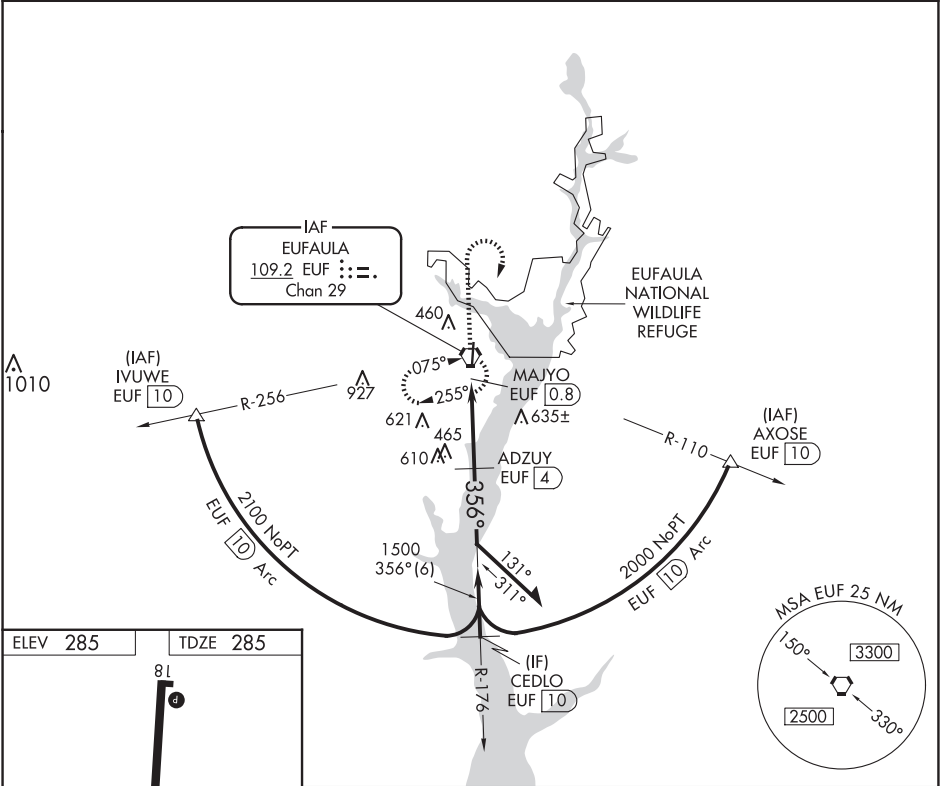 IAF
EUFAULA
109.2 EUF
Chan 29
EUFAULA
NATIONAL
WILDLIFE
REFUGE
460
1010
(IAF)
IVUWE
EUF 10
R-256
927
075°
255°
MAJYO
EUF 0.8
621
635±
465
610
ADZUY
EUF 4
R-110
(IAF)
AXOSE
EUF 10
356°
2100 NoPT
EUF 10 Arc
2000 NoPT
EUF 10 Arc
1500
356° (6)
131°
311°
(IF)
CEDLO
EUF 10
R-176
MSA EUF 25 NM
150°
3300
2500
330°
ELEV 285
TDZE 285
18
P